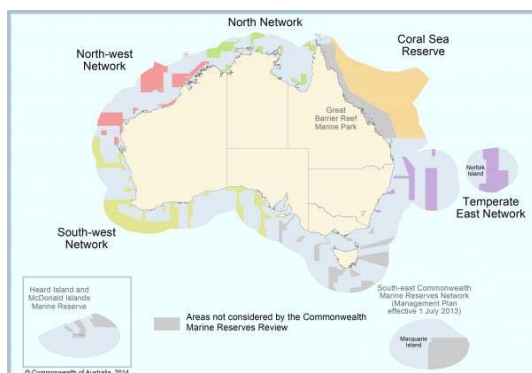 North Network
North-west
Network
Coral Sea
Reserve
Great
Barrier Reef
Marine Park
Norfolk
Island
Temperate
East Network
South-west
Network
South-east Commonwealth
Marine Reserves Network
(Management Plan
effective 1 July 2013)
Heard Island and
McDonald Islands
Marine Reserve
Areas not considered by the Commonwealth
Marine Reserves Review
Macquarie
Island
© Commonwealth of Australia, 2014